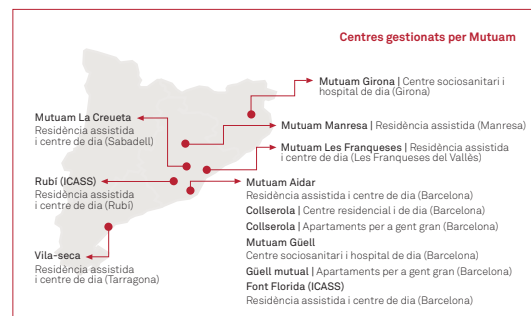 Centres gestionats per Mutuam
Mutuam Girona | Centre sociosanitari i
hospital de dia (Girona)
Mutuam La Creueta
Residència assistida
i centre de dia (Sabadell)
Mutuam Manresa | Residència assistida (Manresa)
Mutuam Les Franqueses | Residència assistida
i centre de dia (Les Franqueses del Vallès)
Rubí (ICASS)
Residència assistida
i centre de dia (Rubí)
Mutuam Aidar
Residència assistida i centre de dia (Barcelona)
Collserola | Centre residencial i de dia (Barcelona)
Collserola | Apartaments per a gent gran (Barcelona)
Mutuam Güell
Centre sociosanitari i hospital de dia (Barcelona)
Güell mutual | Apartaments per a gent gran (Barcelona)
Font Florida (ICASS)
Residència assistida i centre de dia (Barcelona)
Vila-seca
Residència assistida
i centre de dia (Tarragona)